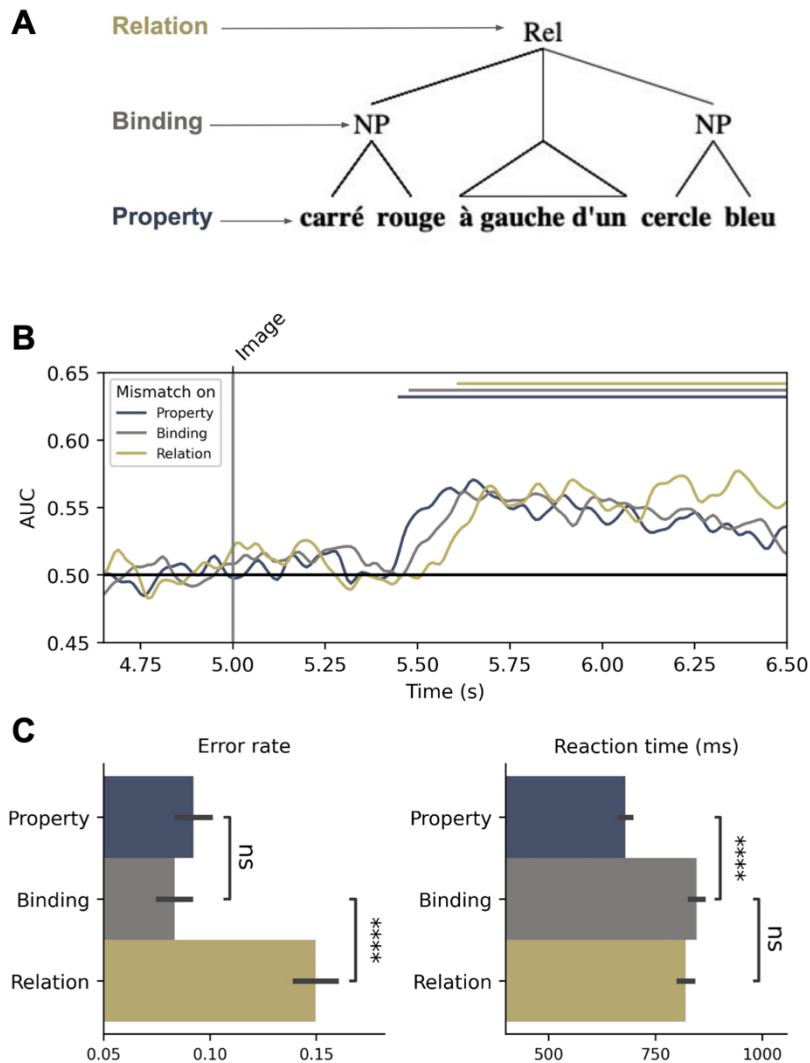 A
Relation
Rel
Binding
NP
NP
Property
carré rouge à gauche d'un cercle bleu
B
Image
0.65
0.60
0.55
0.50
0.45
AUC
Mismatch on
Property
Binding
Relation
4.75 5.00 5.25 5.50 5.75 6.00 6.25 6.50
Time (s)
C
Error rate
Property
Binding
Relation
ns
****
0.05 0.10 0.15
Reaction time (ms)
Property
Binding
Relation
****
ns
500 750 1000